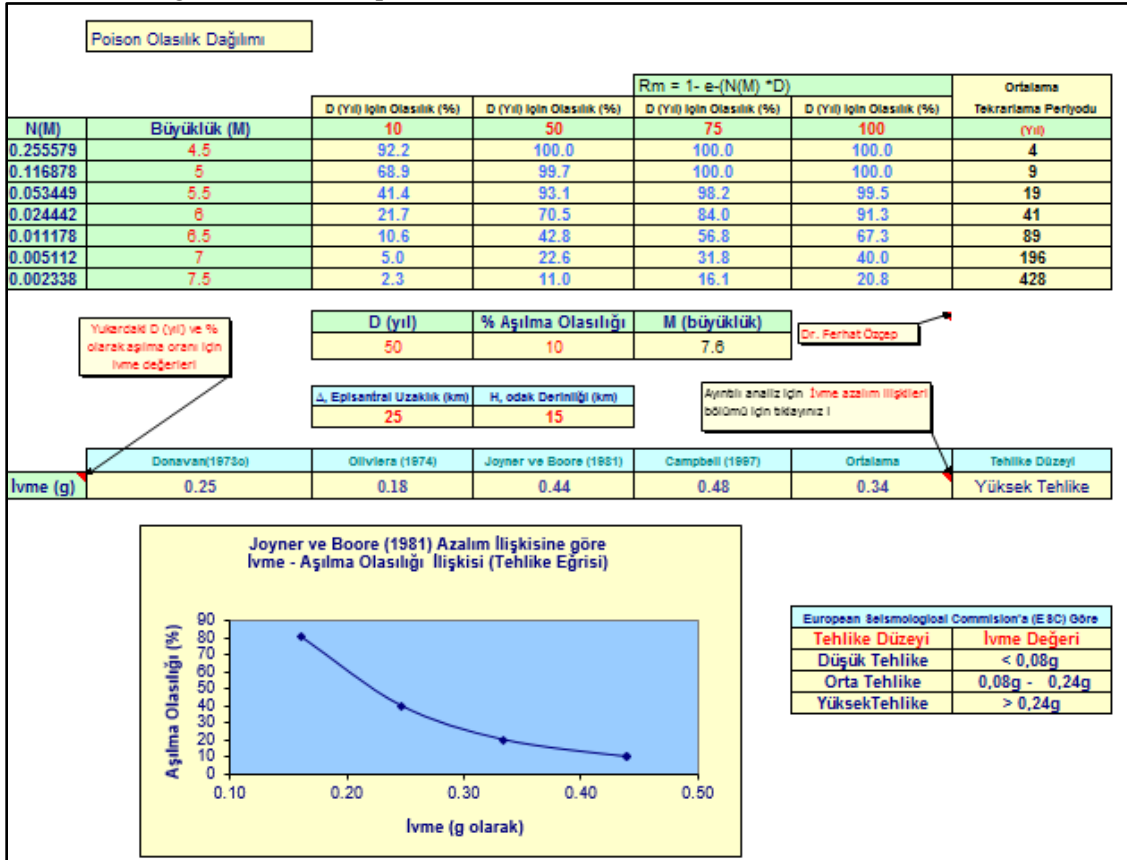 Poison Olasılık Dağılımı
Rm = 1- e-(N(M) *D) Ortalama
D (Yıl) İçin Olasılık (%) D (Yıl) İçin Olasılık (%) D (Yıl) İçin Olasılık (%) D (Yıl) İçin Olasılık (%) Tekrarlama Periyodu
N(M) Büyüklük (M) 10 50 75 100 (Yıl)
0.255579 4.5 92.2 100.0 100.0 100.0 4
0.116878 5 68.9 99.7 100.0 100.0 9
0.053449 5.5 41.4 93.1 98.2 99.5 19
0.024442 6 21.7 70.5 84.0 91.3 41
0.011178 6.5 10.6 42.8 56.8 67.3 89
0.005112 7 5.0 22.6 31.8 40.0 196
0.002338 7.5 2.3 11.0 16.1 20.8 428
Yukardaki D (yıl) ve %
olarak aşılma oranı için
ivme değerleri
D (yıl) % Aşılma Olasılığı M (büyüklük)
50 10 7.6
Dr. Ferhat Özçep
Δ, Episantral Uzaklık (km) H, odak Derinliği (km)
25 15
Ayrıntılı analiz için İvme azalım ilişkileri
bölümü için tıklayınız !
Donavan(1973o) Oliviera (1974) Joyner ve Boore (1981) Campbell (1997) Ortalama Tehlike Düzeyi
İvme (g) 0.25 0.18 0.44 0.48 0.34 Yüksek Tehlike
Joyner ve Boore (1981) Azalım İlişkisine göre
İvme - Aşılma Olasılığı İlişkisi (Tehlike Eğrisi)
Aşılma Olasılığı (%)
90
80
70
60
50
40
30
20
10
0
0.10 0.20 0.30 0.40 0.50
İvme (g olarak)
European Seismological Commision'a (ESC) Göre
Tehlike Düzeyi İvme Değeri
Düşük Tehlike < 0,08g
Orta Tehlike 0,08g - 0,24g
YüksekTehlike > 0,24g